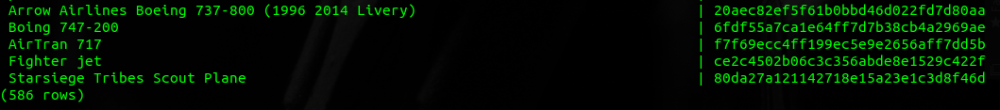 Arrow Airlines Boeing 737-800 (1996 2014 Livery) | 20aec82ef5f61b0bbd46d022fd7d80aa
Boing 747-200 | 6fdf55a7ca1e64ff7d7b38cb4a2969ae
AirTran 717 | f7f69ecc4ff199ec5e9e2656aff7dd5b
Fighter jet | ce2c4502b06c3c356abde8e1529c422f
Starsiege Tribes Scout Plane | 80da27a121142718e15a23e1c3d8f46d
(586 rows)